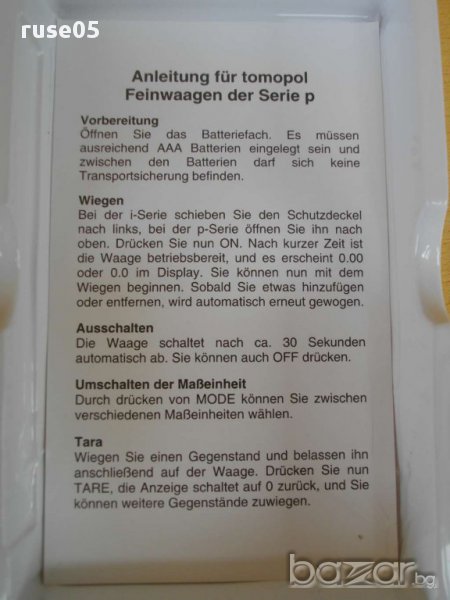 ruse05
Anleitung für tomopol
Feinwaagen der Serie p
Vorbereitung
Öffnen Sie das Batteriefach. Es müssen
ausreichend AAA Batterien eingelegt sein und
zwischen den Batterien darf sich keine
Transportsicherung befinden.
Wiegen
Bei der i-Serie schieben Sie den Schutzdeckel
nach links, bei der p-Serie öffnen Sie ihn nach
oben. Drücken Sie nun ON. Nach kurzer Zeit ist
die Waage betriebsbereit, und es erscheint 0.00
oder 0.0 im Display. Sie können nun mit dem
Wiegen beginnen. Sobald Sie etwas hinzufügen
oder entfernen, wird automatisch erneut gewogen.
Ausschalten
Die Waage schaltet nach ca. 30 Sekunden
automatisch ab. Sie können auch OFF drücken.
Umschalten der Maßeinheit
Durch drücken von MODE können Sie zwischen
verschiedenen Maßeinheiten wählen.
Tara
Wiegen Sie einen Gegenstand und belassen ihn
anschließend auf der Waage. Drücken Sie nun
TARE, die Anzeige schaltet auf 0 zurück, und Sie
können weitere Gegenstände zuwiegen.
bazar.bg